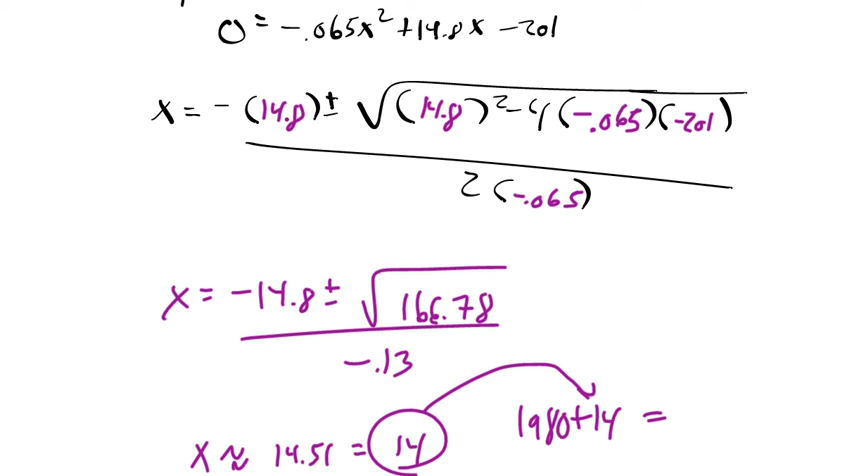 0 = -.065x² + 14.8x - 201
x = -(14.8) ± √(14.8)² - 4(-.065)(-201)
2(-.065)
x = -14.8 ± √166.78
-.13
1980+14 =
x ≈ 14.51 = 14